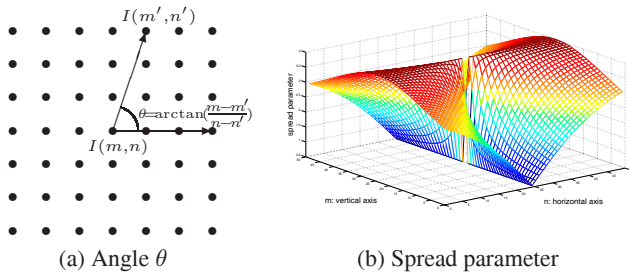 I(m′,n′)
θ=arctan(m−m′/n−n′)
I(m,n)
spread parameter
m: vertical axis
n: horizontal axis
(a) Angle θ
(b) Spread parameter